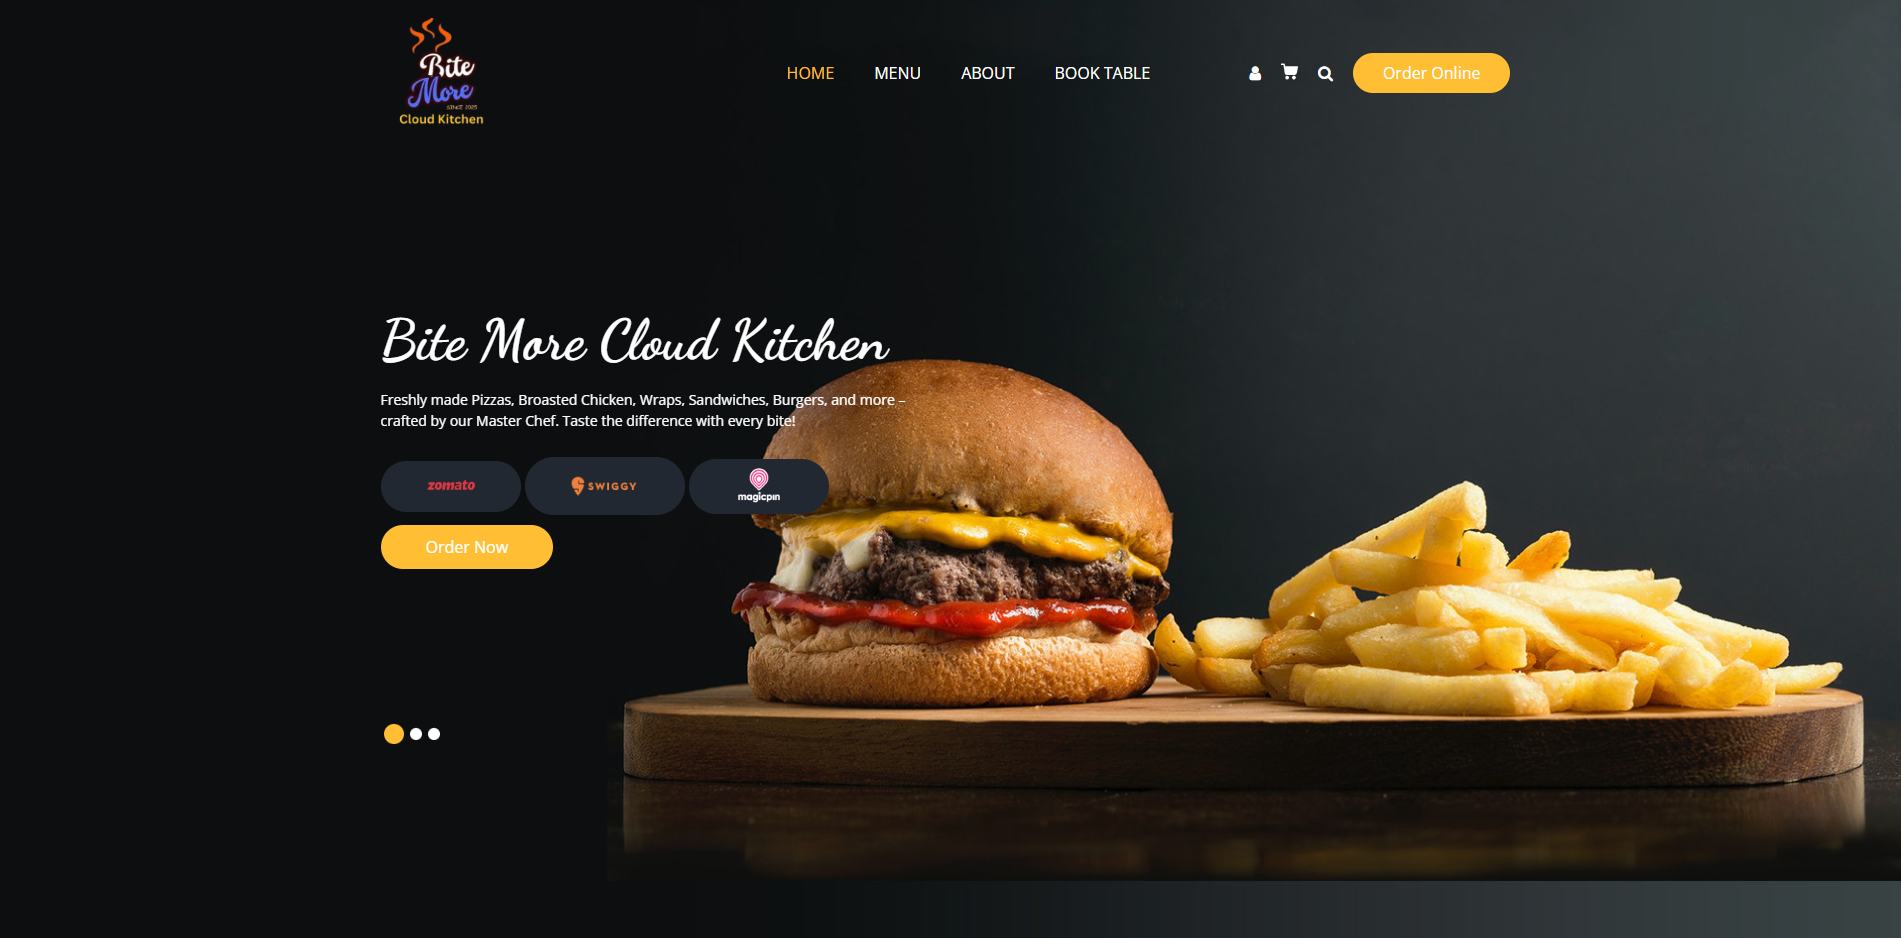 Bite
More
SINCE 2025
Cloud Kitchen
HOME MENU ABOUT BOOK TABLE Order Online
Bite More Cloud Kitchen
Freshly made Pizzas, Broasted Chicken, Wraps, Sandwiches, Burgers, and more –
crafted by our Master Chef. Taste the difference with every bite!
zomato SWIGGY magicpin
Order Now